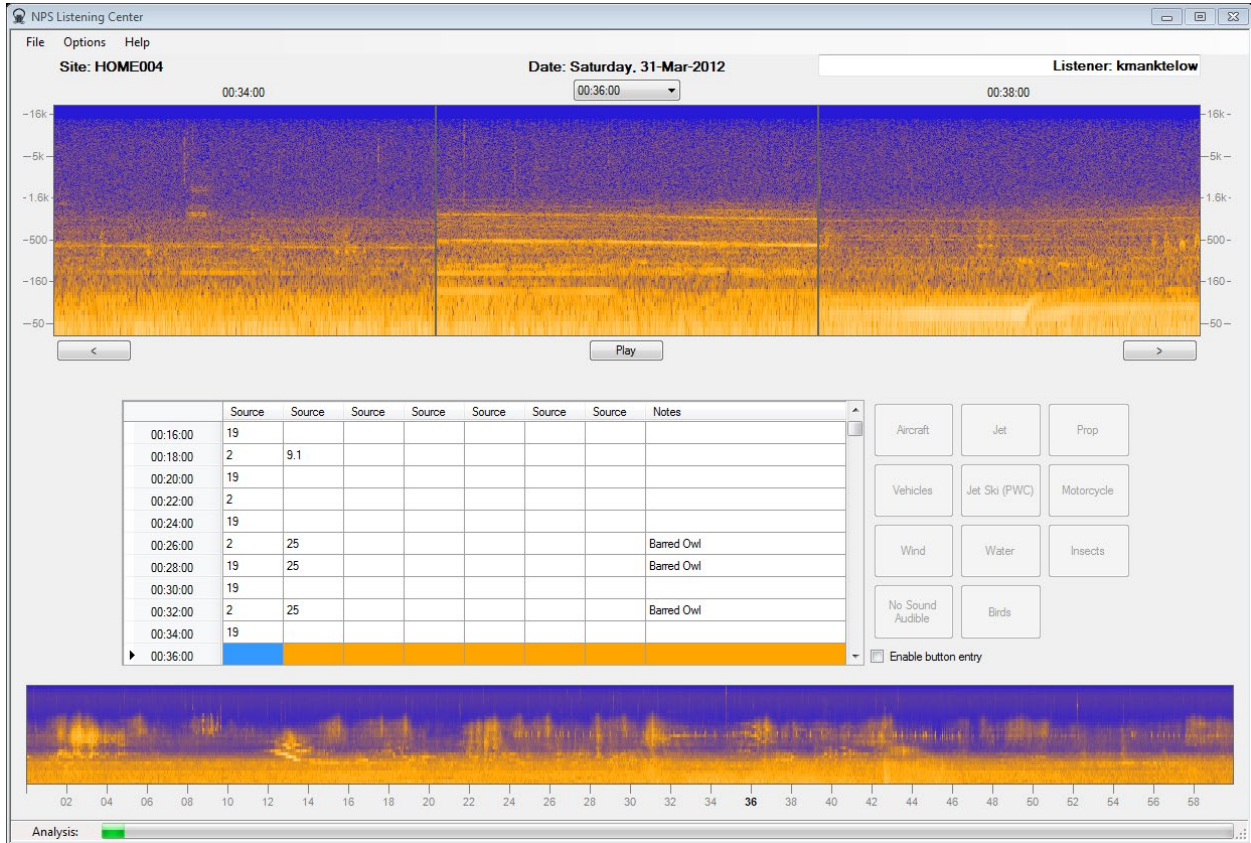 NPS Listening Center
File Options Help
Site: HOME004 Date: Saturday, 31-Mar-2012 Listener: kmanktelow
00:34:00 00:36:00 00:38:00
16k 16k
5k 5k
1.6k 1.6k
500 500
160 160
50 50
< Play >
Source Source Source Source Source Source Source Notes
00:16:00 19
00:18:00 2 9.1
00:20:00 19
00:22:00 2
00:24:00 19
00:26:00 2 25 Barred Owl
00:28:00 19 25 Barred Owl
00:30:00 19
00:32:00 2 25 Barred Owl
00:34:00 19
00:36:00
Aircraft Jet Prop
Vehicles Jet Ski (PWC) Motorcycle
Wind Water Insects
No Sound
Audible Birds
Enable button entry
02 04 06 08 10 12 14 16 18 20 22 24 26 28 30 32 34 36 38 40 42 44 46 48 50 52 54 56 58
Analysis: